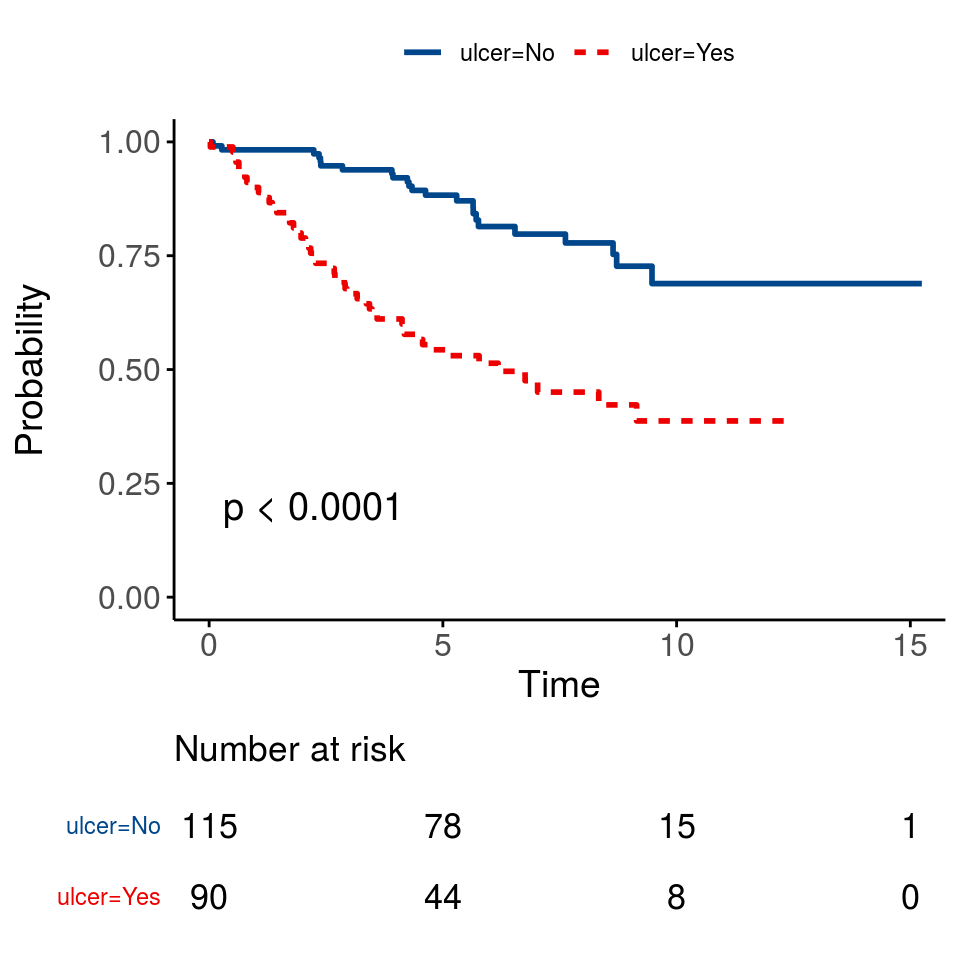 ulcer=No ulcer=Yes
1.00
0.75
0.50
0.25
0.00
Probability
p < 0.0001
0 5 10 15
Time
Number at risk
ulcer=No 115 78 15 1
ulcer=Yes 90 44 8 0